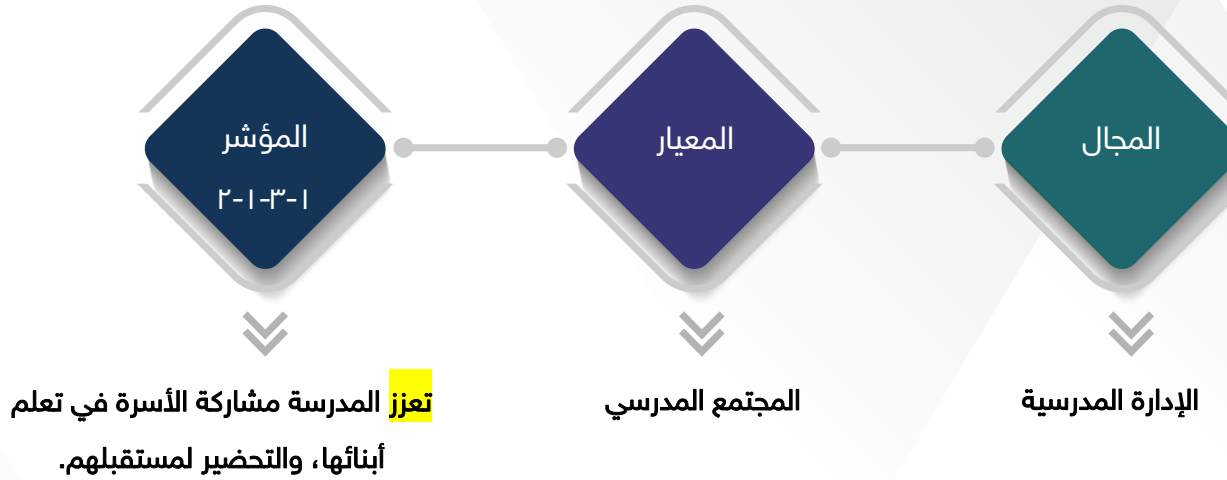 المجال
المعيار
المؤشر
١-٣-١-٢
الإدارة المدرسية
المجتمع المدرسي
تعزز المدرسة مشاركة الأسرة في تعلم
أبنائها، والتحضير لمستقبلهم.